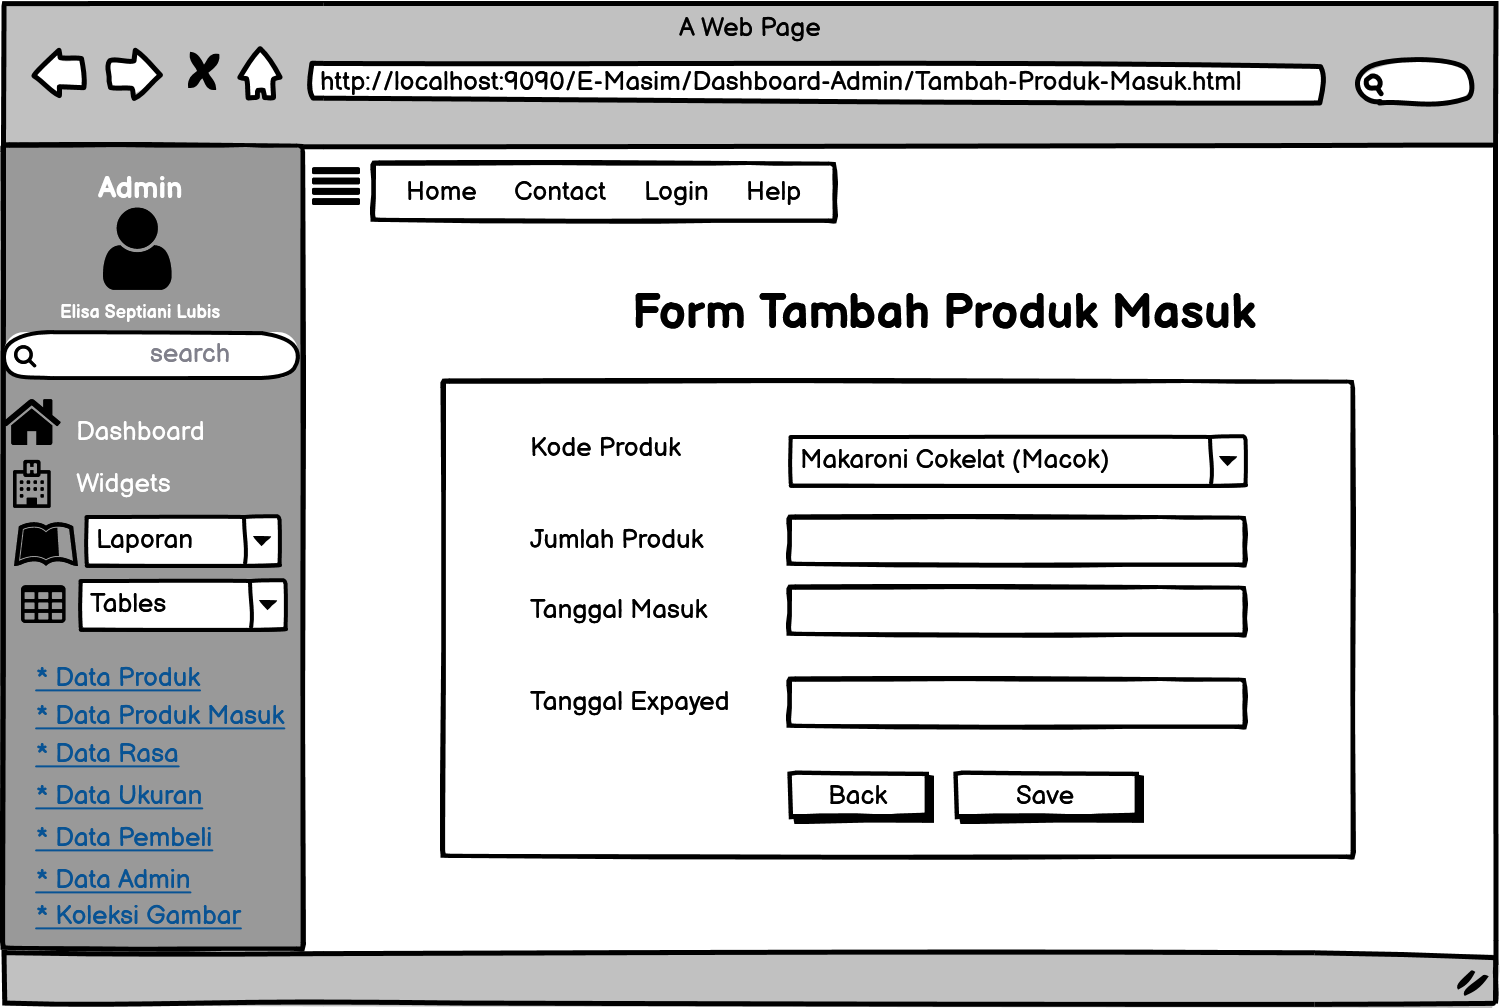 A Web Page
http://localhost:9090/E-Masim/Dashboard-Admin/Tambah-Produk-Masuk.html
Admin
Elisa Septiani Lubis
search
Dashboard
Widgets
Laporan
Tables
* Data Produk
* Data Produk Masuk
* Data Rasa
* Data Ukuran
* Data Pembeli
* Data Admin
* Koleksi Gambar
Home Contact Login Help
Form Tambah Produk Masuk
Kode Produk Makaroni Cokelat (Macok)
Jumlah Produk
Tanggal Masuk
Tanggal Expayed
Back Save